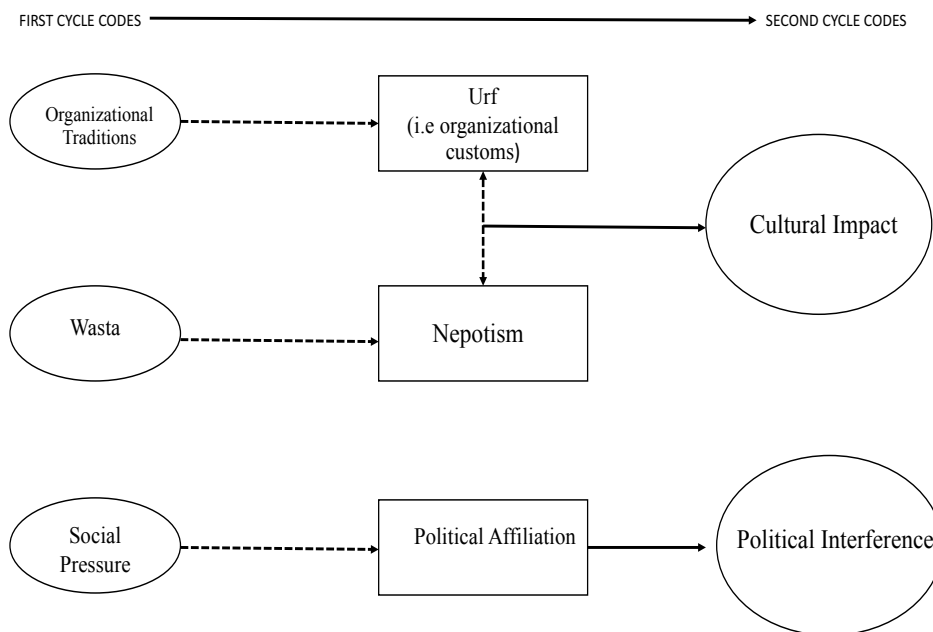 FIRST CYCLE CODES
SECOND CYCLE CODES
Organizational
Traditions
Urf
(i.e organizational
customs)
Cultural Impact
Wasta
Nepotism
Social
Pressure
Political Affiliation
Political Interference